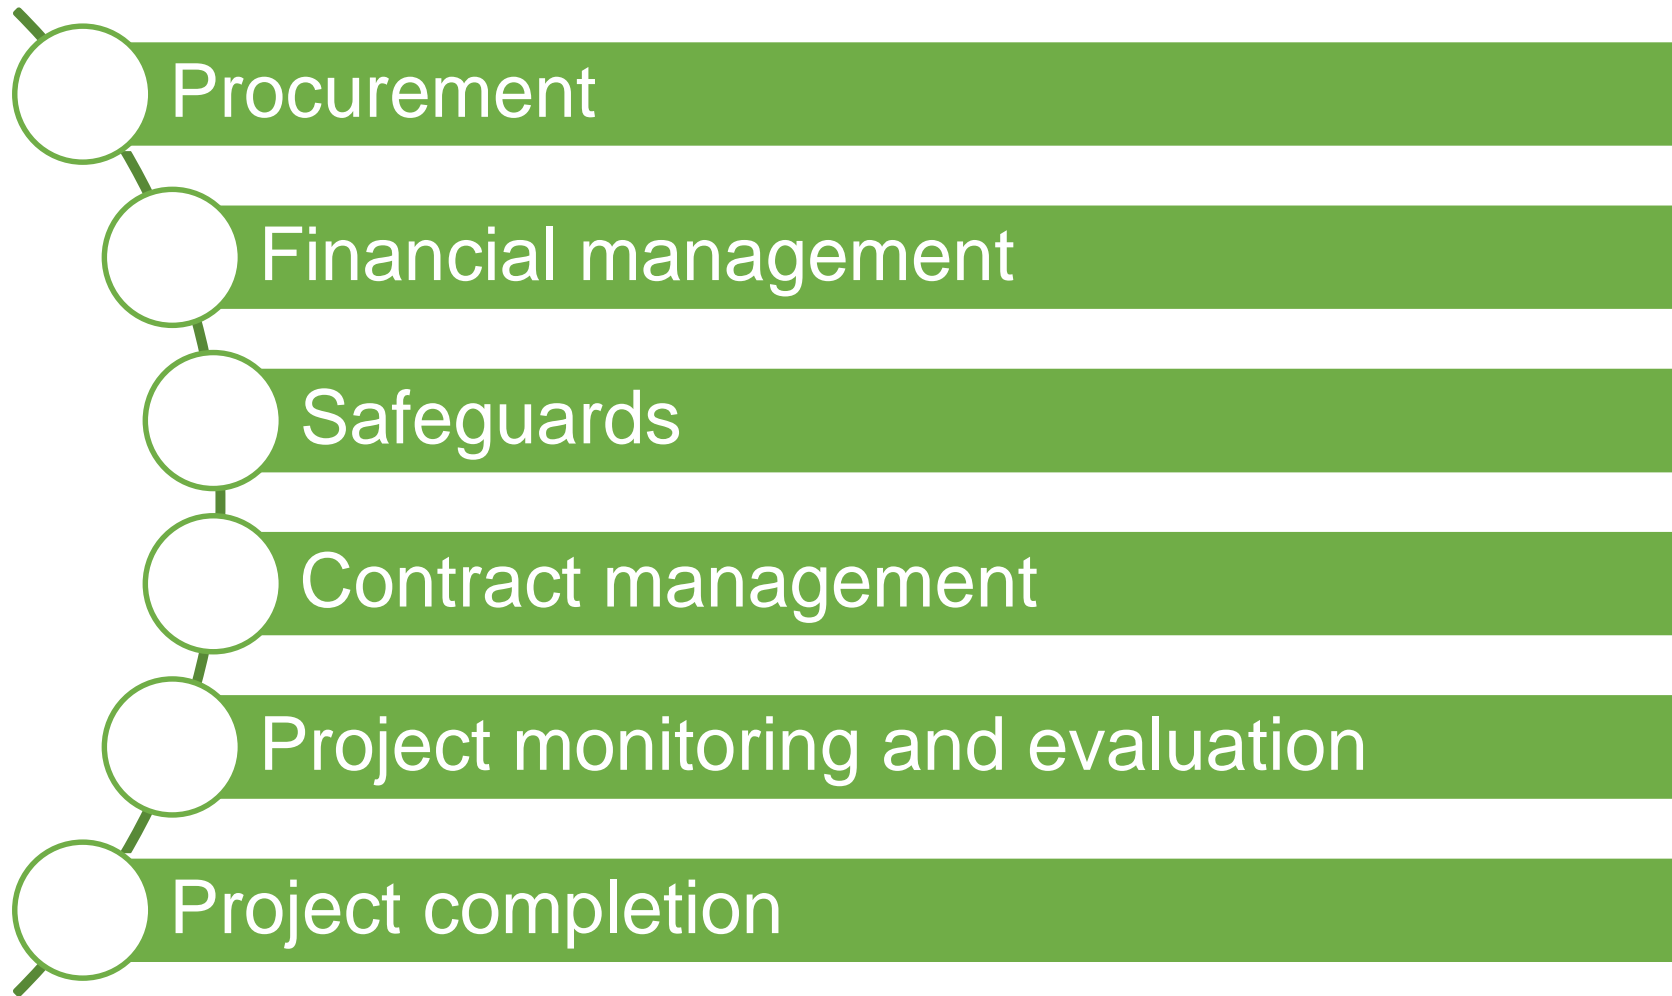 Procurement
Financial management
Safeguards
Contract management
Project monitoring and evaluation
Project completion